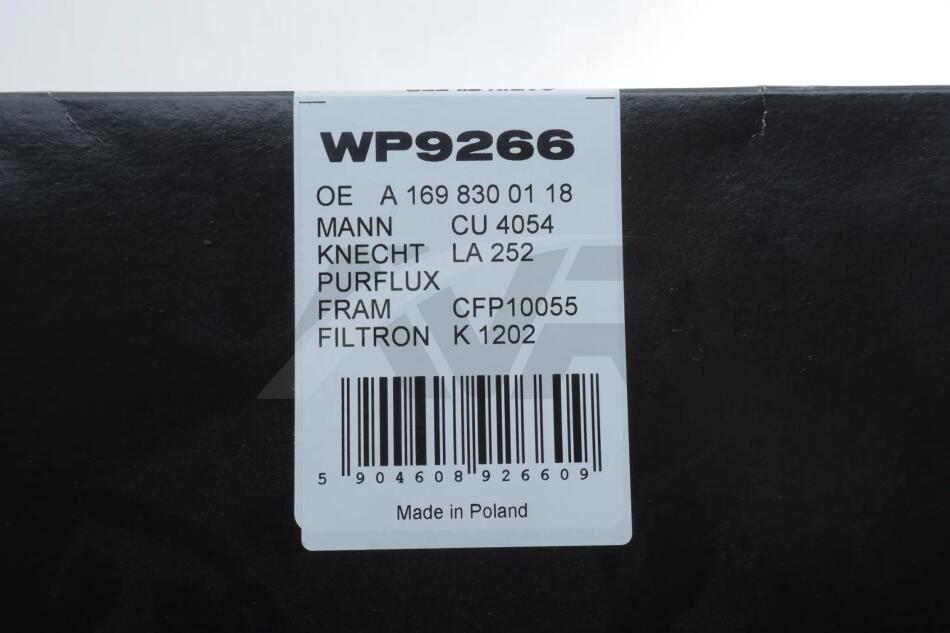 WP9266
OE A 169 830 01 18
MANN CU 4054
KNECHT LA 252
PURFLUX
FRAM CFP10055
FILTRON K 1202
5 904608 926609
Made in Poland